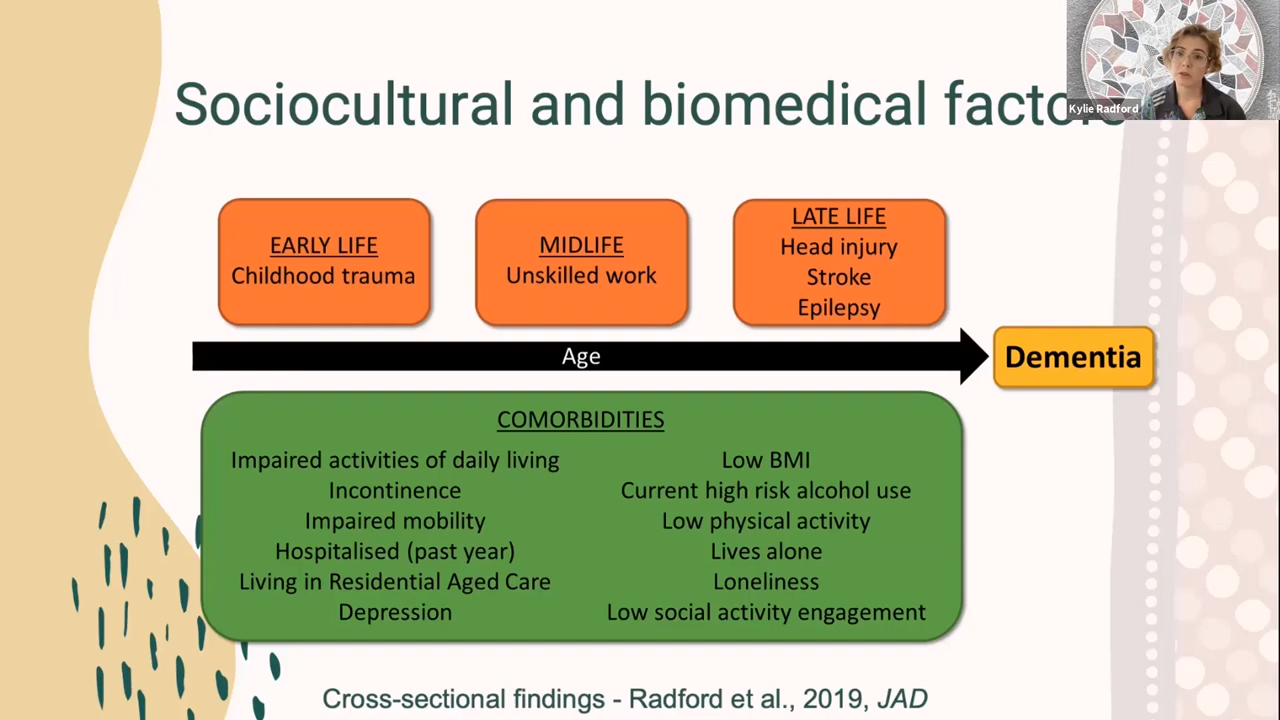 Sociocultural and biomedical factors
Kylie Radford
EARLY LIFE
Childhood trauma
MIDLIFE
Unskilled work
LATE LIFE
Head injury
Stroke
Epilepsy
Age
Dementia
COMORBIDITIES
Impaired activities of daily living
Incontinence
Impaired mobility
Hospitalised (past year)
Living in Residential Aged Care
Depression
Low BMI
Current high risk alcohol use
Low physical activity
Lives alone
Loneliness
Low social activity engagement
Cross-sectional findings - Radford et al., 2019, JAD